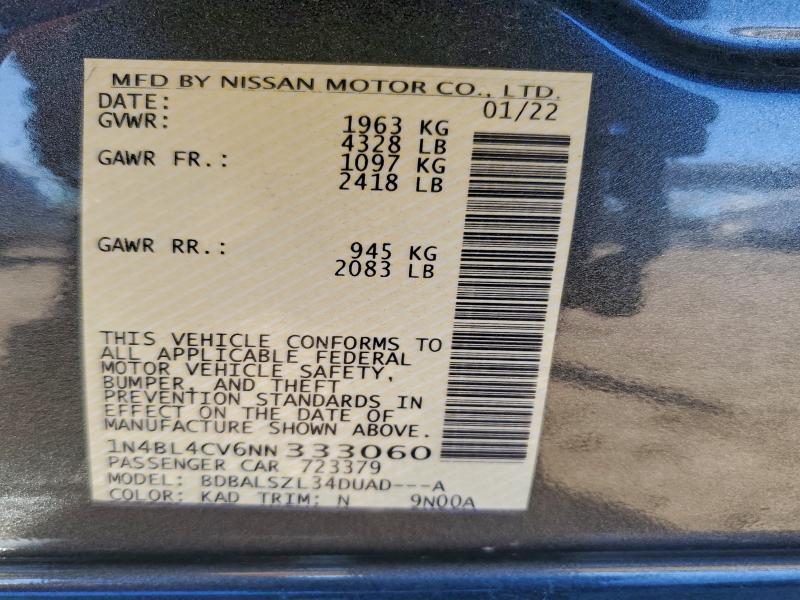 MFD BY NISSAN MOTOR CO., LTD.
DATE: 01/22
GVWR: 1963 KG
4328 LB
GAWR FR.: 1097 KG
2418 LB
GAWR RR.: 945 KG
2083 LB
THIS VEHICLE CONFORMS TO
ALL APPLICABLE FEDERAL
MOTOR VEHICLE SAFETY,
BUMPER, AND THEFT
PREVENTION STANDARDS IN
EFFECT ON THE DATE OF
MANUFACTURE SHOWN ABOVE.
1N4BL4CV6NN333060
PASSENGER CAR 723379
MODEL: BDBALSZL34DUAD---A
COLOR: KAD TRIM: N 9N00A